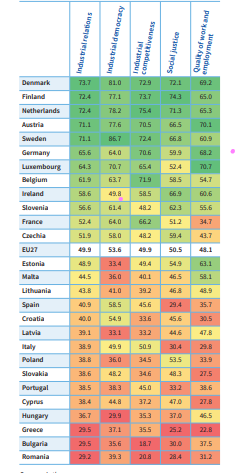 Industrial relations
Industrial democracy
Industrial competitiveness
Social justice
Quality of work and employment
Denmark 73.7 81.0 72.9 72.1 69.2
Finland 72.4 77.1 73.7 74.3 65.0
Netherlands 72.4 78.2 75.4 71.3 65.3
Austria 71.1 77.6 70.5 66.5 70.1
Sweden 71.1 86.7 72.4 66.8 60.9
Germany 65.6 64.0 70.6 59.9 68.2
Luxembourg 64.3 70.7 65.4 52.4 70.7
Belgium 61.9 63.7 71.9 58.5 54.7
Ireland 58.6 49.8 58.5 66.9 60.6
Slovenia 56.6 61.4 48.2 62.3 55.6
France 52.4 64.0 66.2 51.2 34.7
Czechia 51.9 58.0 48.2 59.4 43.7
EU27 49.9 53.6 49.9 50.5 48.1
Estonia 48.9 33.4 49.4 54.9 63.1
Malta 44.5 36.0 40.1 46.5 58.1
Lithuania 43.8 41.0 39.2 46.8 48.9
Spain 40.9 58.5 45.6 29.4 35.7
Croatia 40.0 54.9 33.6 45.6 30.5
Latvia 39.1 33.1 33.2 44.6 47.8
Italy 38.9 49.9 50.9 30.4 29.8
Poland 38.8 36.0 34.5 53.5 33.9
Slovakia 38.6 48.2 34.6 48.3 27.5
Portugal 38.5 38.3 45.0 33.2 38.6
Cyprus 38.4 44.8 37.2 47.0 27.8
Hungary 36.7 29.9 35.3 37.0 46.5
Greece 29.5 37.1 35.5 25.2 22.8
Bulgaria 29.5 35.6 18.7 30.0 37.5
Romania 29.2 39.3 20.8 28.4 31.2